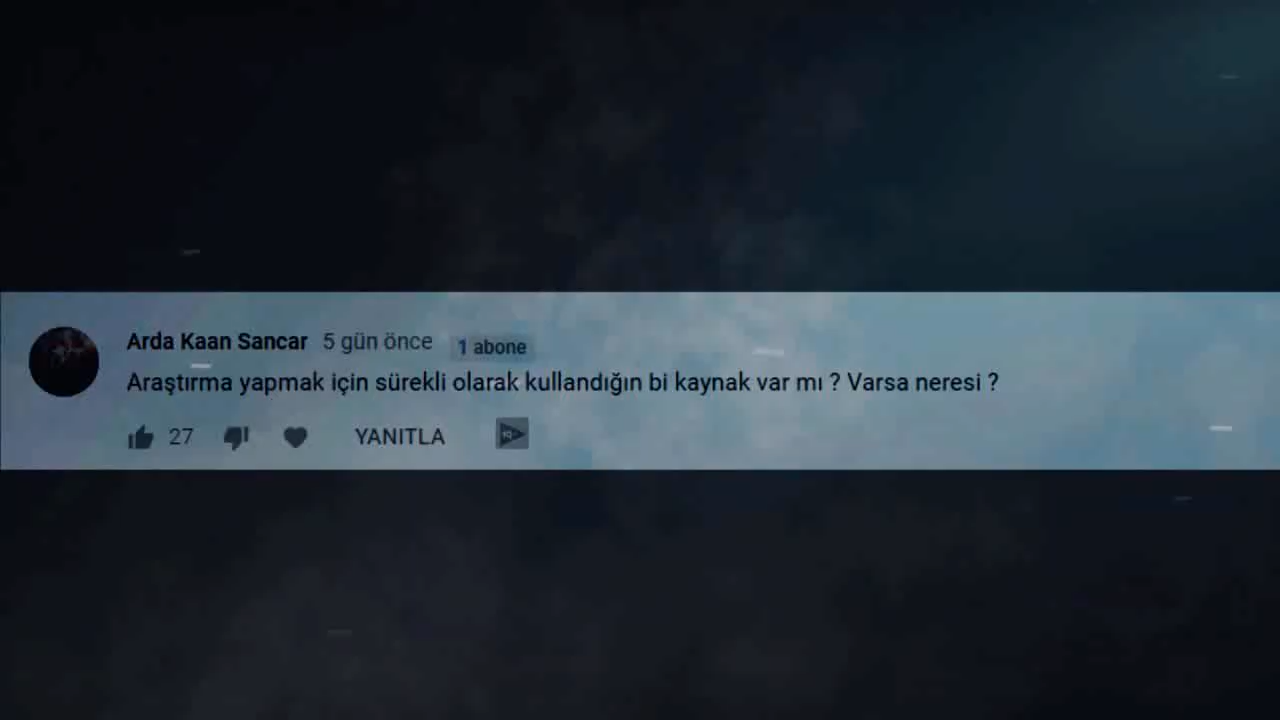 Arda Kaan Sancar 5 gün önce 1 abone
Araştırma yapmak için sürekli olarak kullandığın bi kaynak var mı ? Varsa neresi ?
27 YANITLA